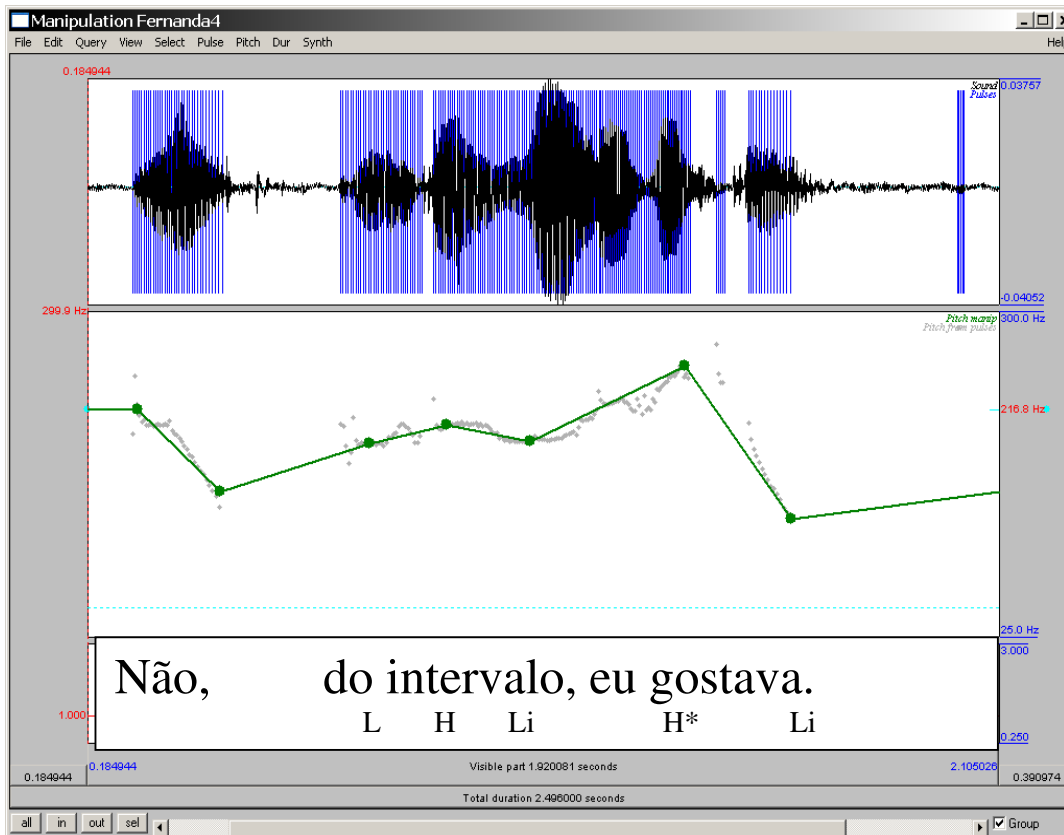 Manipulation Fernanda4
File Edit Query View Select Pulse Pitch Dur Synth Hel
0.184944
Sound 0.03757
Pulses
-0.04052
299.9 Hz
Pitch manip 300.0 Hz
Pitch from pulses
216.8 Hz
25.0 Hz
Não, do intervalo, eu gostava.
L H Li H* Li
3.000
1.000
0.250
0.184944 Visible part 1.920081 seconds 2.105026
0.184944 0.390974
Total duration 2.496000 seconds
all in out sel Group